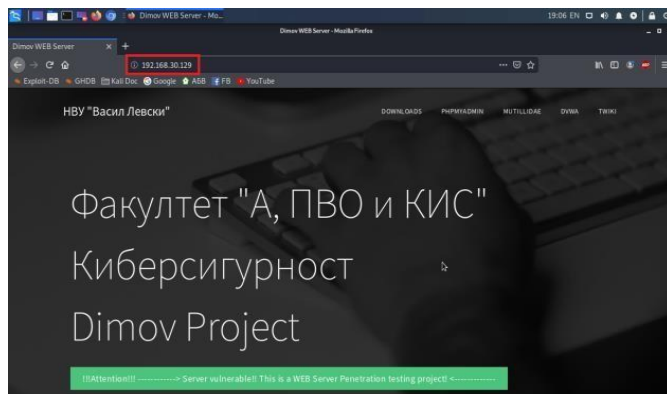 Dimov WEB Server - Mo...
19:06 EN
Dimov WEB Server - Mozilla Firefox
Dimov WEB Server
192.168.30.129
Exploit-DB GHDB Kali Doc Google АБВ FB YouTube
НВУ "Васил Левски"
DOWNLOADS PHPMYADMIN MUTILLIDAE DVWA TWIKI
Факултет "А, ПВО и КИС"
Киберсигурност
Dimov Project
!!!Attention!!! ------------> Server vulnerable!! This is a WEB Server Penetration testing project! <-------------